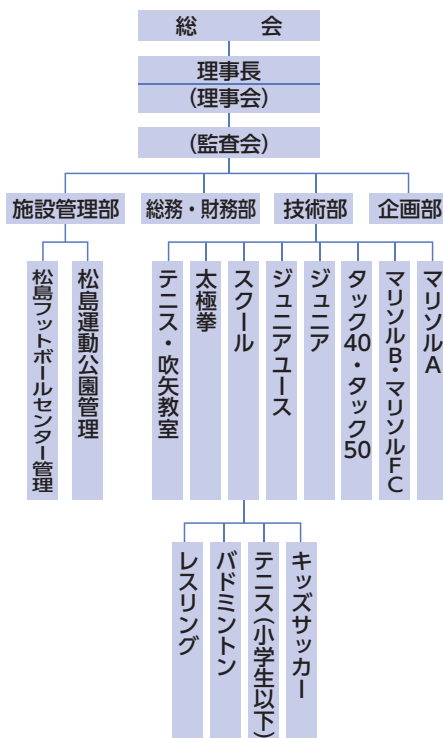 総　会
理事長
(理事会)
(監査会)
施設管理部
総務・財務部
技術部
企画部
松島フットボールセンター管理
松島運動公園管理
テニス・吹矢教室
太極拳
スクール
ジュニアユース
ジュニア
タック40・タック50
マリソルB・マリソルFC
マリソルA
レスリング
バドミントン
テニス(小学生以下)
キッズサッカー